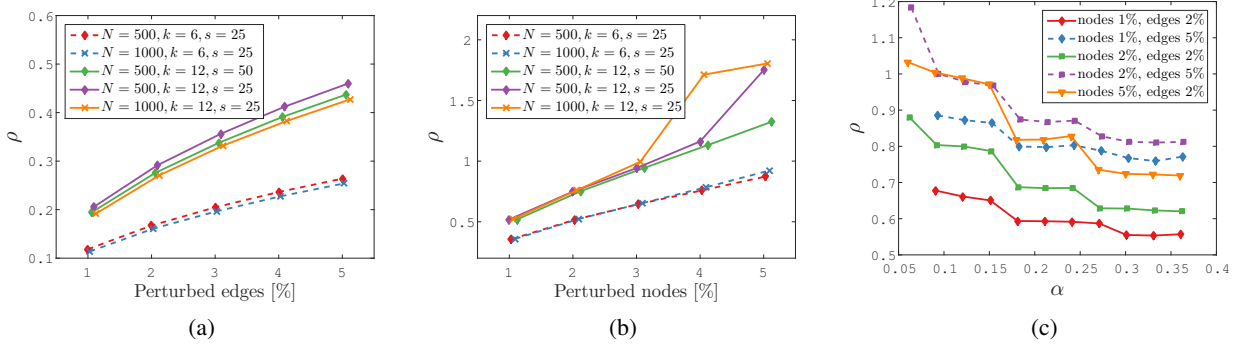 0.6
0.5
0.4
0.3
0.2
0.1
ρ
N = 500, k = 6, s = 25
N = 1000, k = 6, s = 25
N = 500, k = 12, s = 50
N = 500, k = 12, s = 25
N = 1000, k = 12, s = 25
1 2 3 4 5
Perturbed edges [%]
(a)
2
1.5
1
0.5
ρ
N = 500, k = 6, s = 25
N = 1000, k = 6, s = 25
N = 500, k = 12, s = 50
N = 500, k = 12, s = 25
N = 1000, k = 12, s = 25
1 2 3 4 5
Perturbed nodes [%]
(b)
1.2
1.1
1
0.9
0.8
0.7
0.6
0.5
ρ
nodes 1%, edges 2%
nodes 1%, edges 5%
nodes 2%, edges 2%
nodes 2%, edges 5%
nodes 5%, edges 2%
0.05 0.1 0.15 0.2 0.25 0.3 0.35 0.4
α
(c)